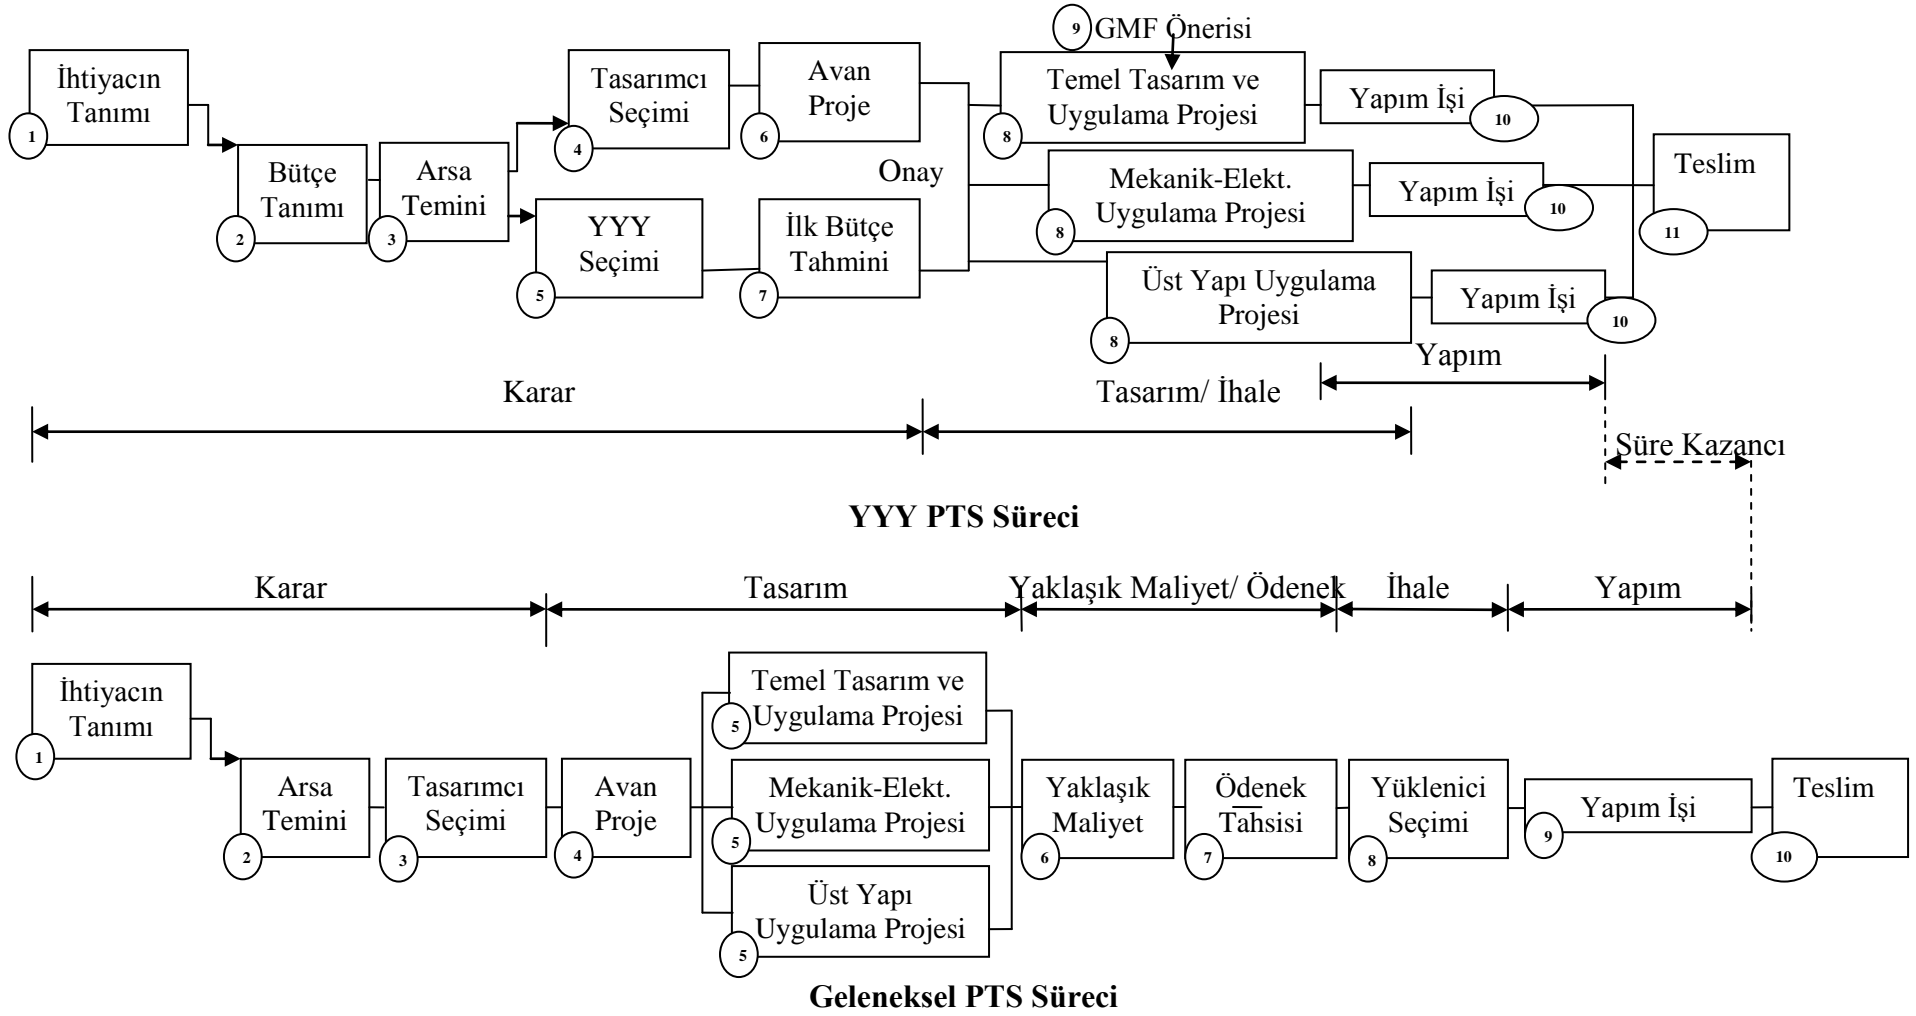 9
GMF Önerisi
İhtiyacın
Tanımı
1
Bütçe
Tanımı
2
Arsa
Temini
3
Tasarımcı
Seçimi
4
YYY
Seçimi
5
Avan
Proje
6
İlk Bütçe
Tahmini
7
Onay
Temel Tasarım ve
Uygulama Projesi
8
Yapım İşi
10
Mekanik-Elekt.
Uygulama Projesi
8
Yapım İşi
10
Üst Yapı Uygulama
Projesi
8
Yapım İşi
10
Teslim
11
Karar
Tasarım/ İhale
Yapım
Süre Kazancı
YYY PTS Süreci
Karar
Tasarım
Yaklaşık Maliyet/ Ödenek
İhale
Yapım
İhtiyacın
Tanımı
1
Arsa
Temini
2
Tasarımcı
Seçimi
3
Avan
Proje
4
Temel Tasarım ve
Uygulama Projesi
5
Mekanik-Elekt.
Uygulama Projesi
5
Üst Yapı
Uygulama Projesi
5
Yaklaşık
Maliyet
6
Ödenek
Tahsisi
7
Yüklenici
Seçimi
8
Yapım İşi
9
Teslim
10
Geleneksel PTS Süreci